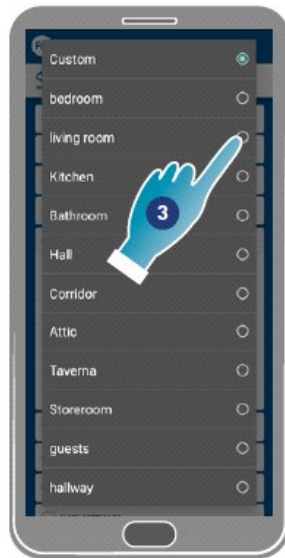 Custom
bedroom
living room
Kitchen
Bathroom
3
Hall
Corridor
Attic
Taverna
Storeroom
guests
hallway